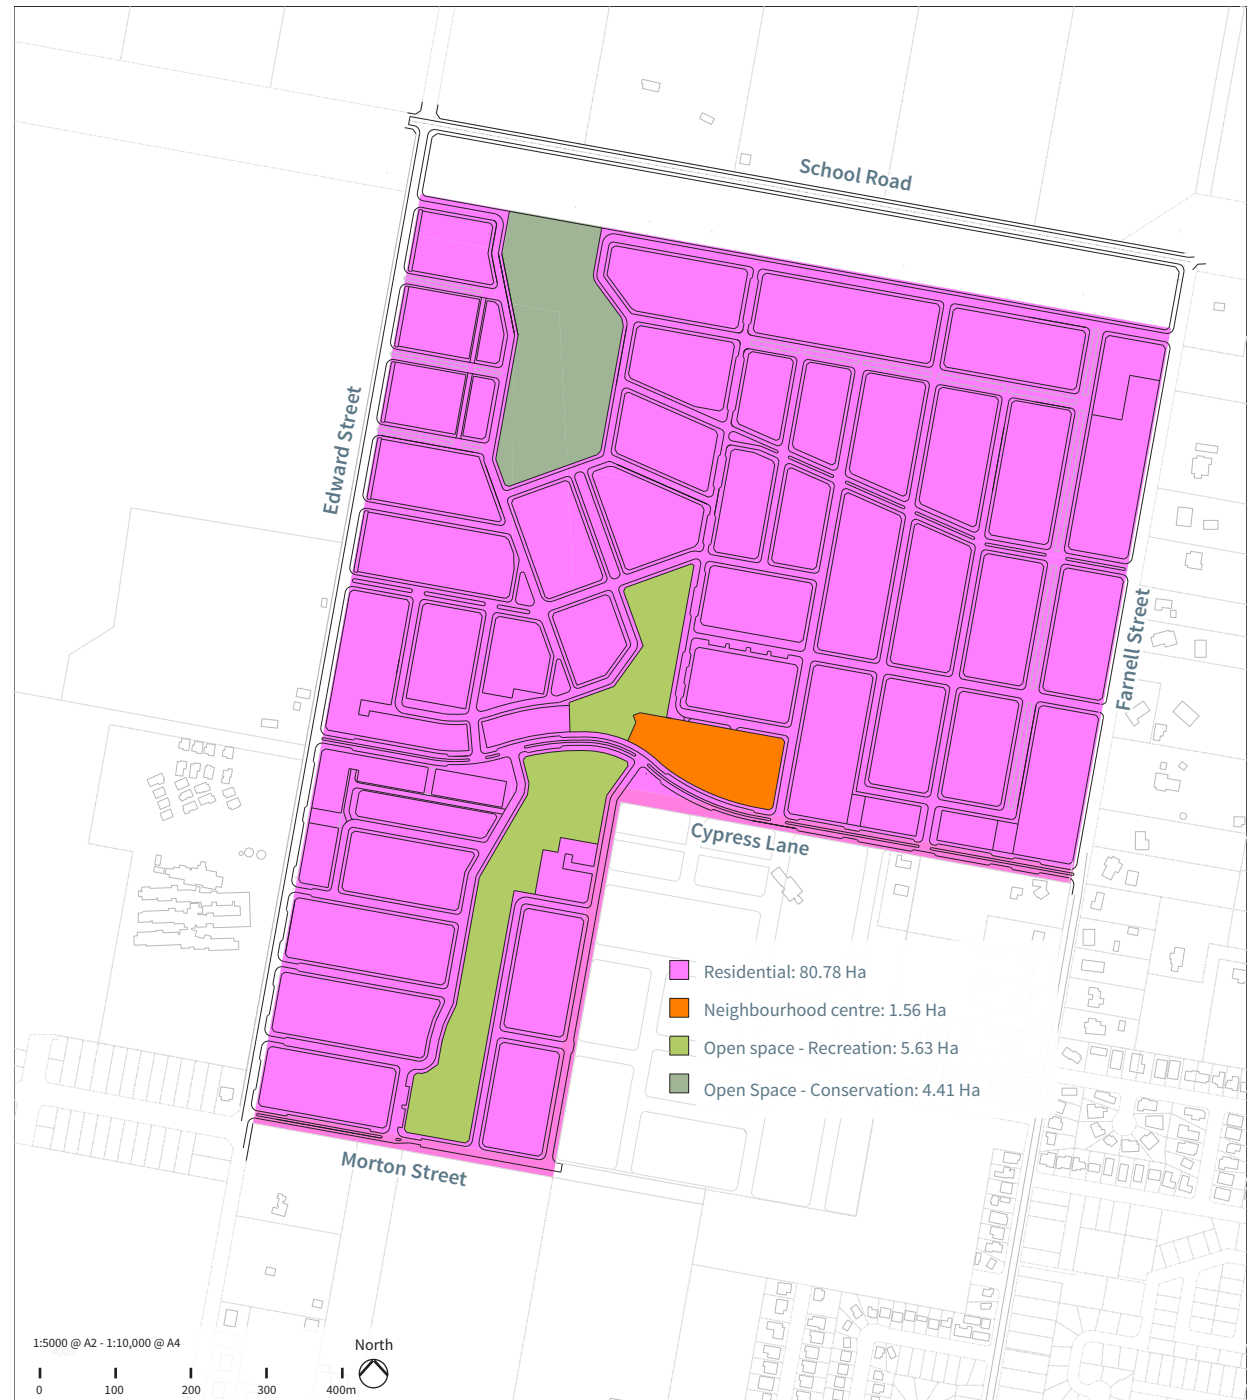 School Road
Edward Street
Farnell Street
Cypress Lane
Residential: 80.78 Ha
Neighbourhood centre: 1.56 Ha
Open space - Recreation: 5.63 Ha
Open Space - Conservation: 4.41 Ha
Morton Street
1:5000 @ A2 - 1:10,000 @ A4
North
0 100 200 300 400m